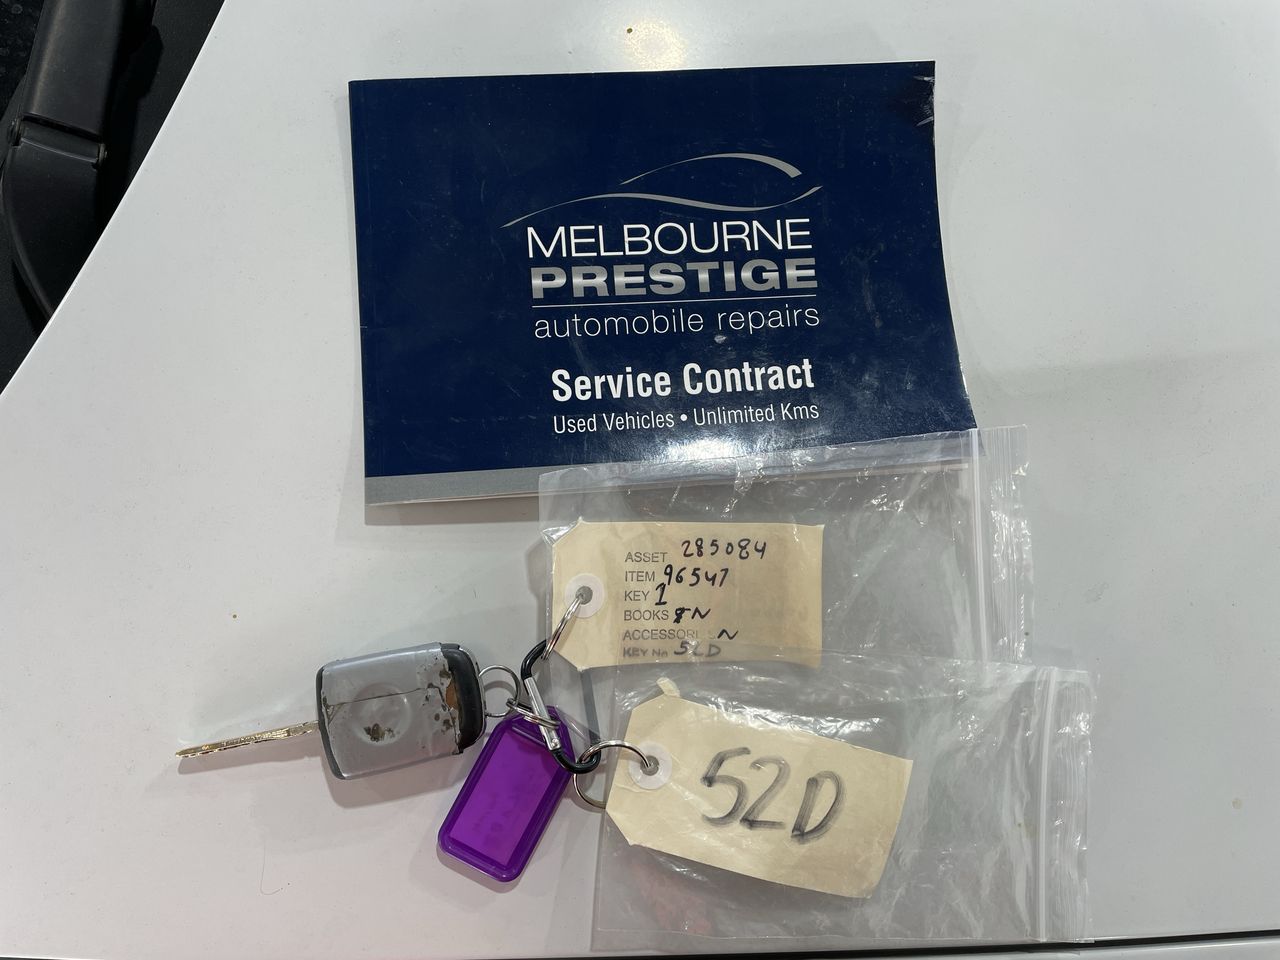 MELBOURNE
PRESTIGE
automobile repairs
Service Contract
Used Vehicles • Unlimited Kms
ASSET 285084
ITEM 96547
KEY 1
BOOKS N
ACCESSORI N
KEY No 52D
52D